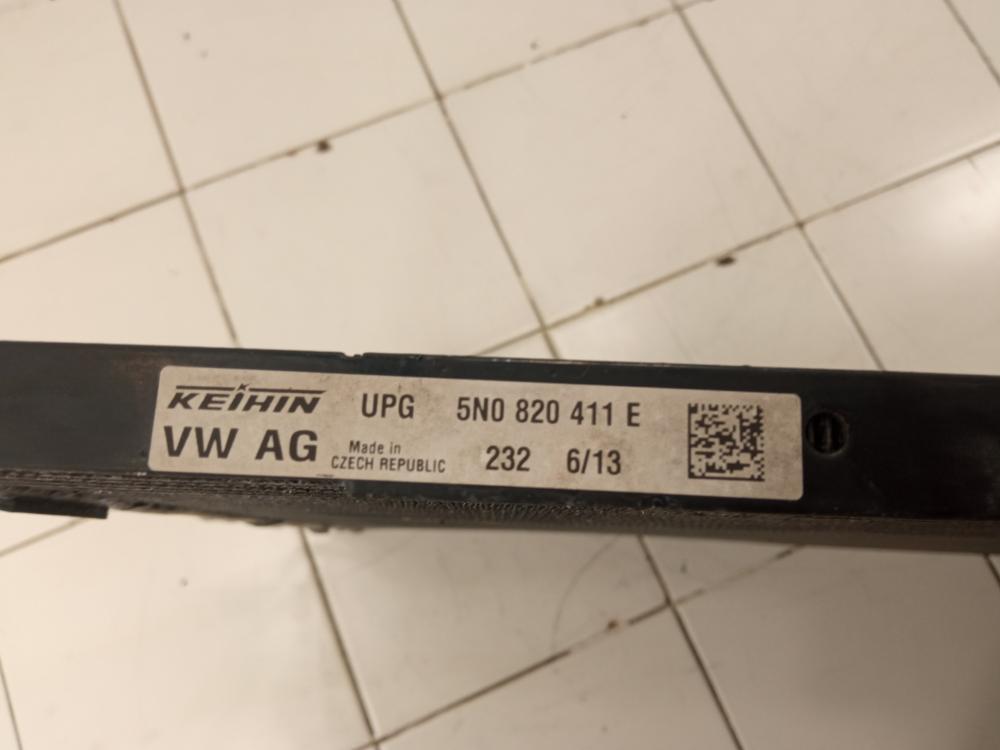 KEIHIN UPG 5N0 820 411 E
VW AG Made in CZECH REPUBLIC 232 6/13